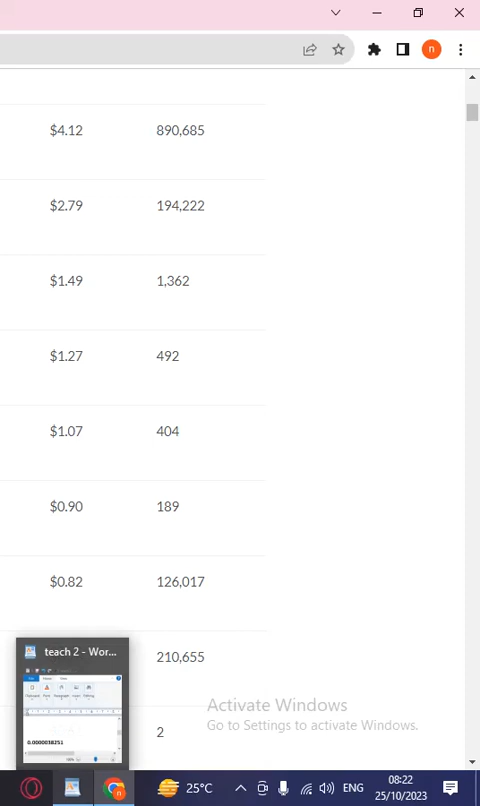 n
$4.12 890,685
$2.79 194,222
$1.49 1,362
$1.27 492
$1.07 404
$0.90 189
$0.82 126,017
teach 2 - Wor...
210,655
0.0000038251
2
Activate Windows
Go to Settings to activate Windows.
n
25°C
ENG
08:22
25/10/2023